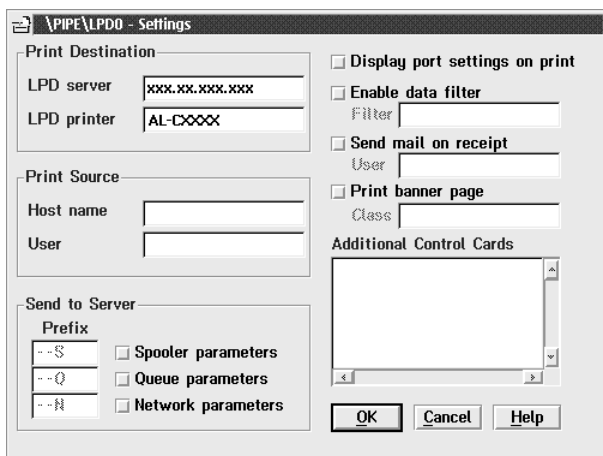 \PIPE\LPD0 - Settings
Print Destination
LPD server
xxx.xx.xxx.xxx
LPD printer
AL-CXXXX
Print Source
Host name
User
Send to Server
Prefix
--S
Spooler parameters
--Q
Queue parameters
--N
Network parameters
Display port settings on print
Enable data filter
Filter
Send mail on receipt
User
Print banner page
Class
Additional Control Cards
OK
Cancel
Help